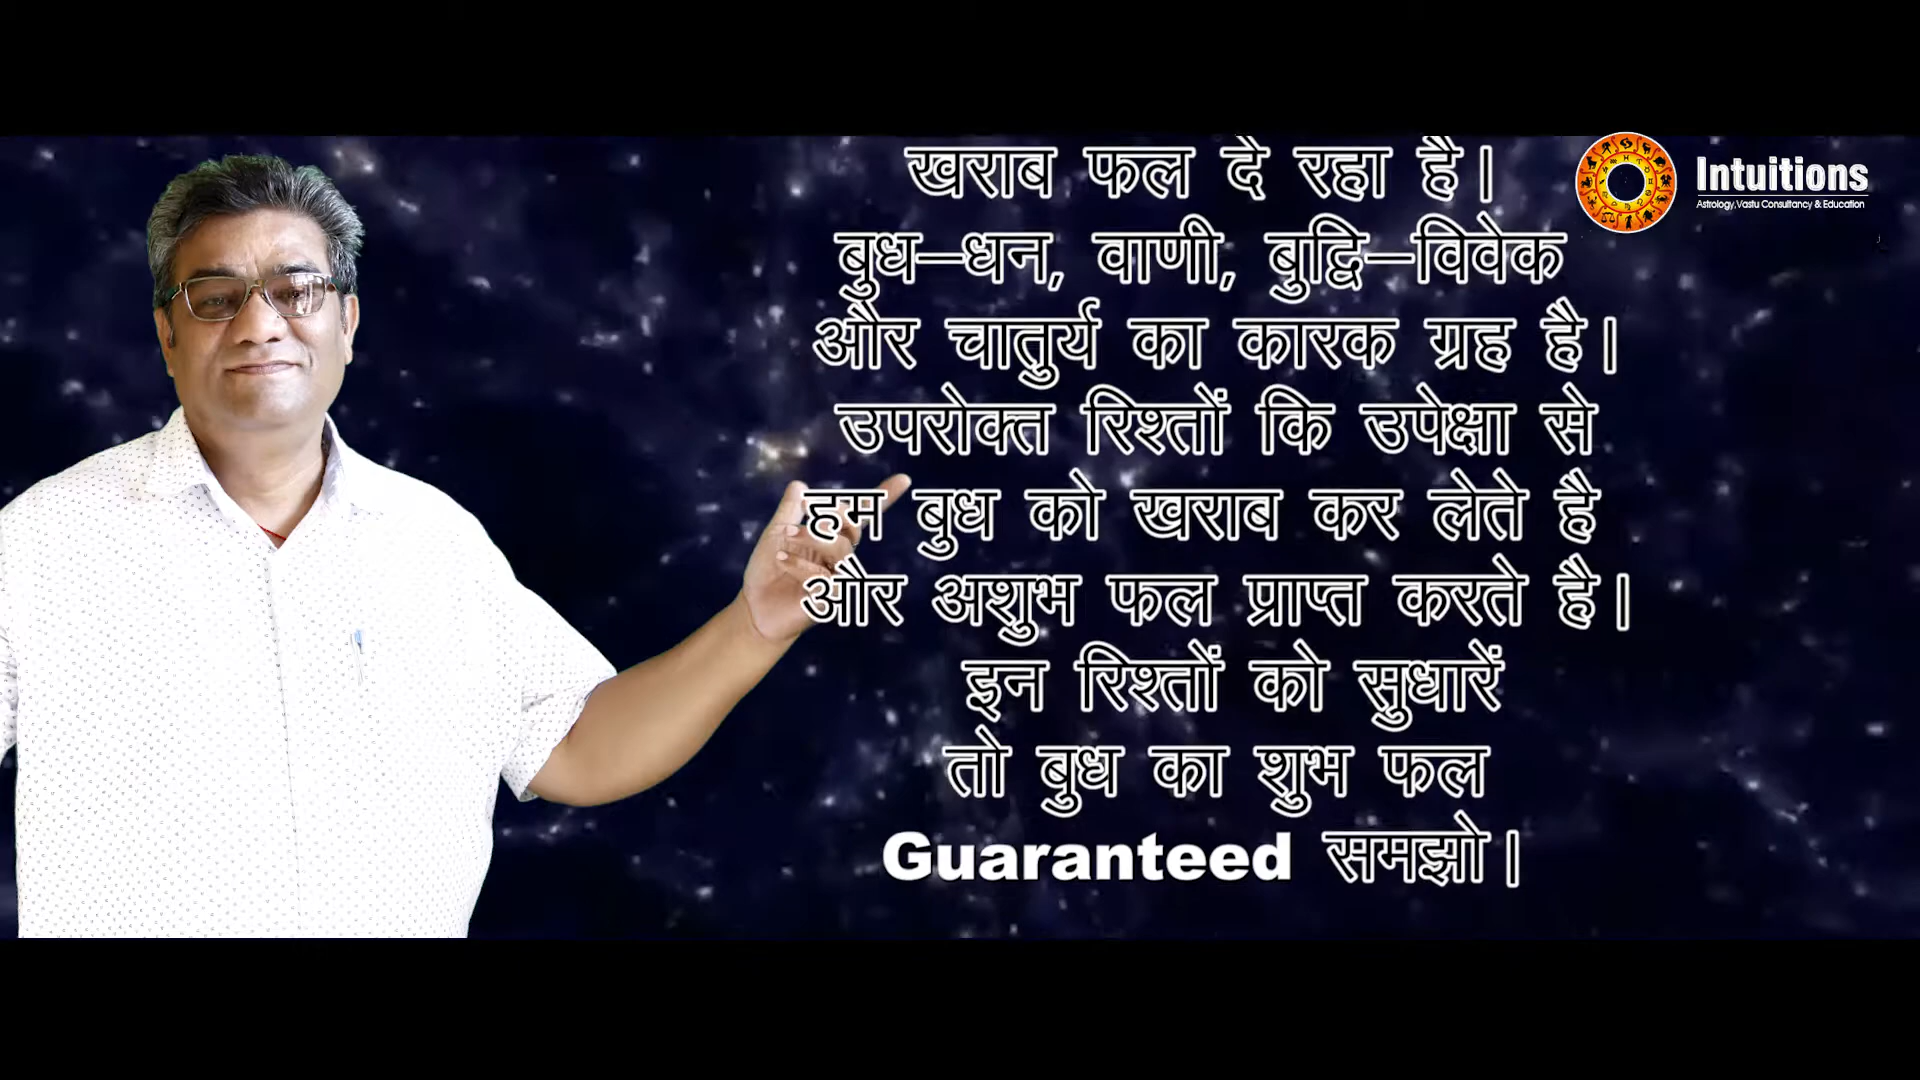 खराब फल दे रहा है।
बुध–धन, वाणी, बुद्वि–विवेक
और चातुर्य का कारक ग्रह है।
उपरोक्त रिश्तों कि उपेक्षा से
हम बुध को खराब कर लेते है
और अशुभ फल प्राप्त करते है।
इन रिश्तों को सुधारें
तो बुध का शुभ फल
Guaranteed समझो।
Intuitions
Astrology, Vastu Consultancy & Education